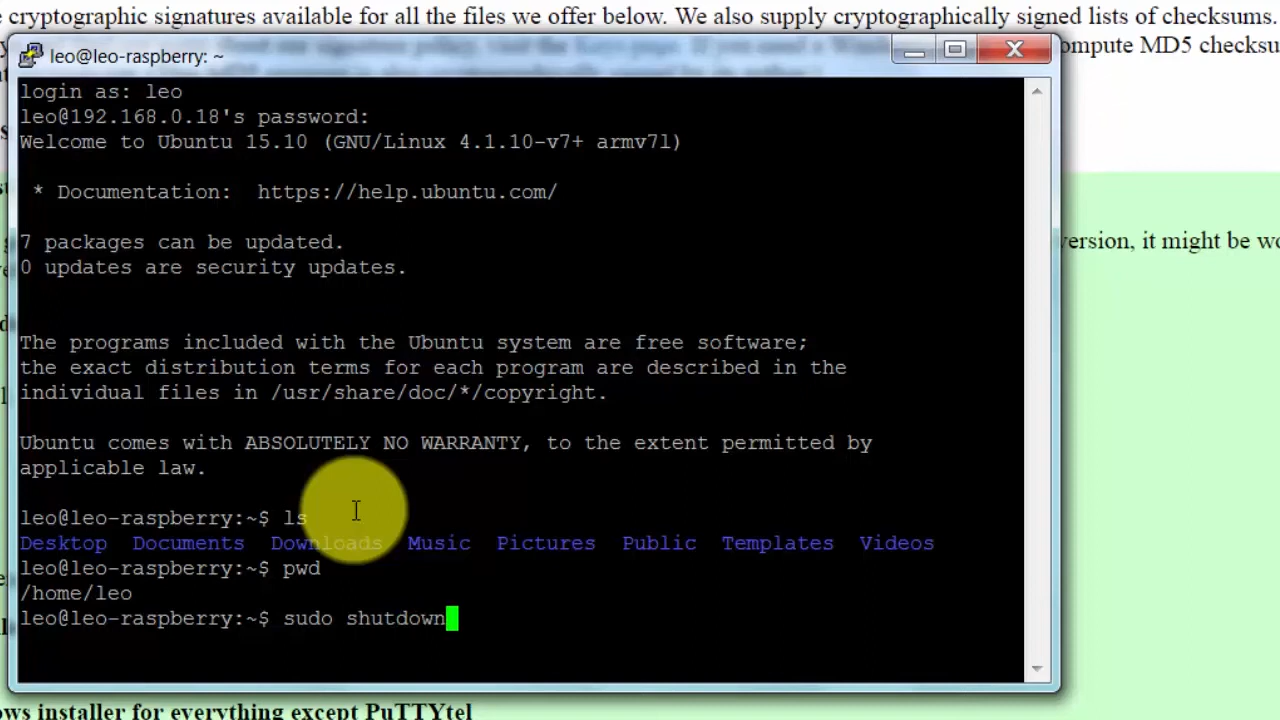 e cryptographic signatures available for all the files we offer below. We also supply cryptographically signed lists of checksums.
ompute MD5 checksu
leo@leo-raspberry: ~
login as: leo
leo@192.168.0.18's password:
Welcome to Ubuntu 15.10 (GNU/Linux 4.1.10-v7+ armv7l)
* Documentation:  https://help.ubuntu.com/
7 packages can be updated.
version, it might be wo
0 updates are security updates.
The programs included with the Ubuntu system are free software;
the exact distribution terms for each program are described in the
individual files in /usr/share/doc/*/copyright.
Ubuntu comes with ABSOLUTELY NO WARRANTY, to the extent permitted by
applicable law.
leo@leo-raspberry:~$ ls
Desktop  Documents  Downloads  Music  Pictures  Public  Templates  Videos
leo@leo-raspberry:~$ pwd
/home/leo
leo@leo-raspberry:~$ sudo shutdown
ows installer for everything except PuTTYtel